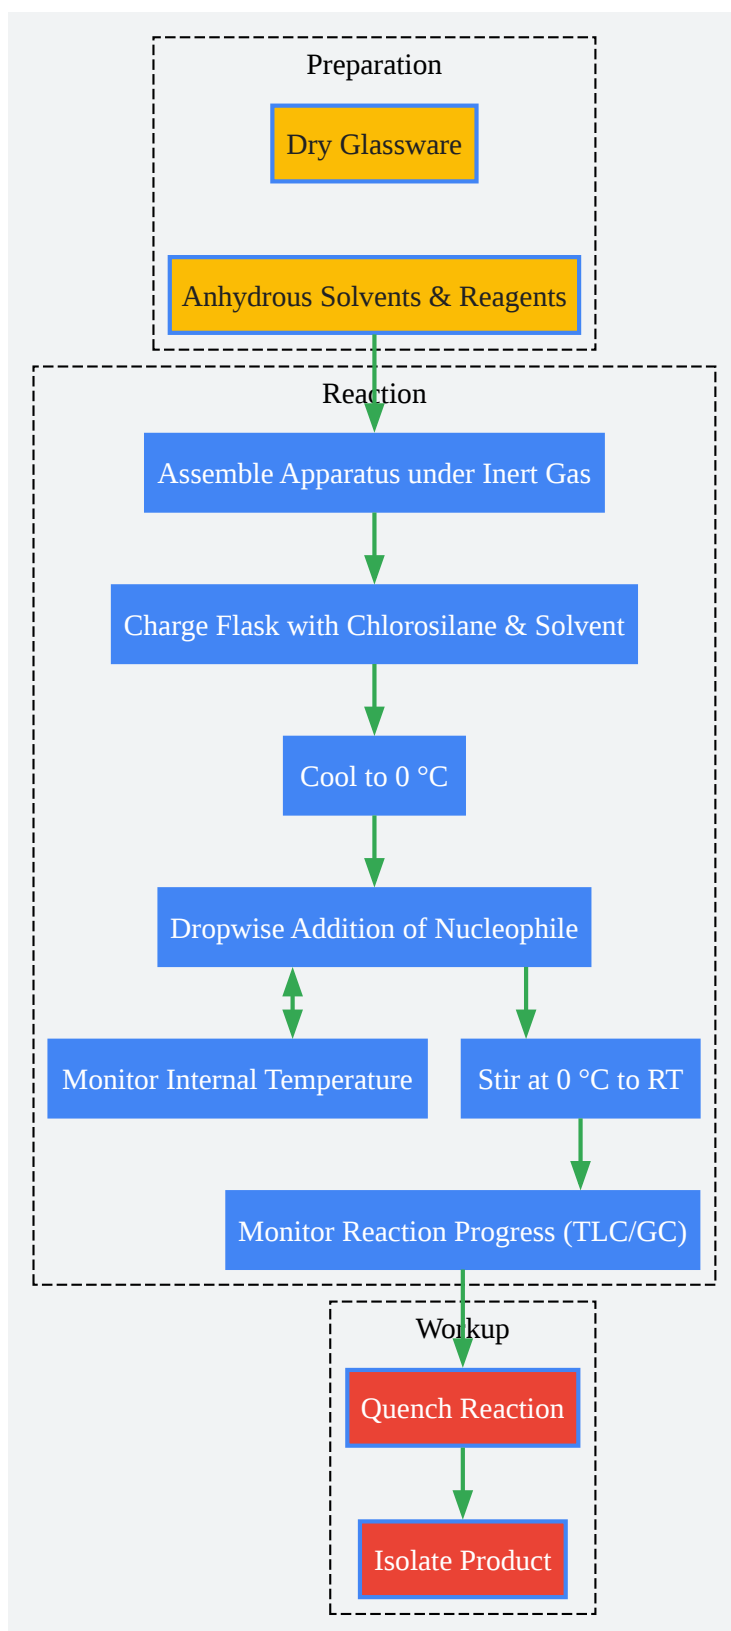 Preparation
Dry Glassware
Anhydrous Solvents & Reagents
Reaction
Assemble Apparatus under Inert Gas
Charge Flask with Chlorosilane & Solvent
Cool to 0 °C
Dropwise Addition of Nucleophile
Monitor Internal Temperature
Stir at 0 °C to RT
Monitor Reaction Progress (TLC/GC)
Workup
Quench Reaction
Isolate Product